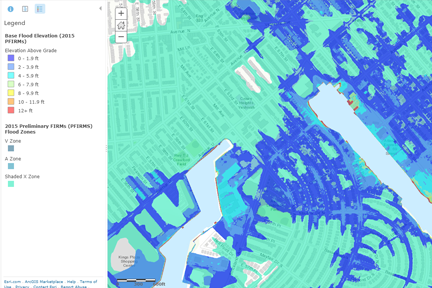 Legend
Base Flood Elevation (2015
PFIRMs)
Elevation Above Grade
0 - 1.9 ft
2 - 3.9 ft
4 - 5.9 ft
6 - 7.9 ft
8 - 9.9 ft
10 - 11.9 ft
12+ ft
2015 Preliminary FIRMs (PFIRMS)
Flood Zones
V Zone
A Zone
Shaded X Zone
Esri.com . ArcGIS Marketplace . Help . Terms of
Use . Privacy . Contact Esri . Report Abuse
Kings Plaza